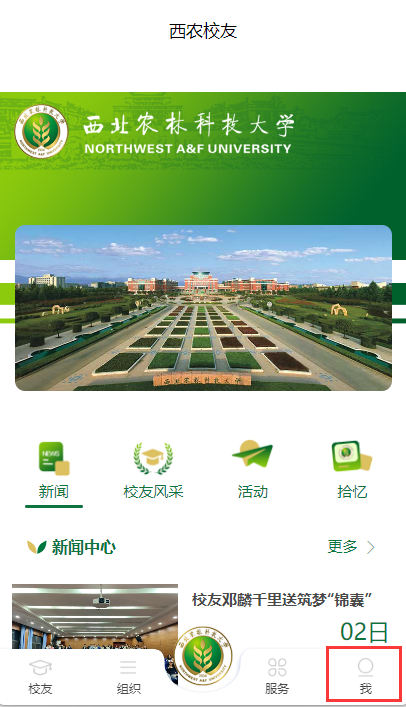 西农校友
西北农林科技大学
NORTHWEST A&F UNIVERSITY
西北农林科技大学
NEWS
新闻
校友风采
活动
拾忆
新闻中心
更多
校友邓麟千里送筑梦“锦囊”
02日
校友
组织
服务
我